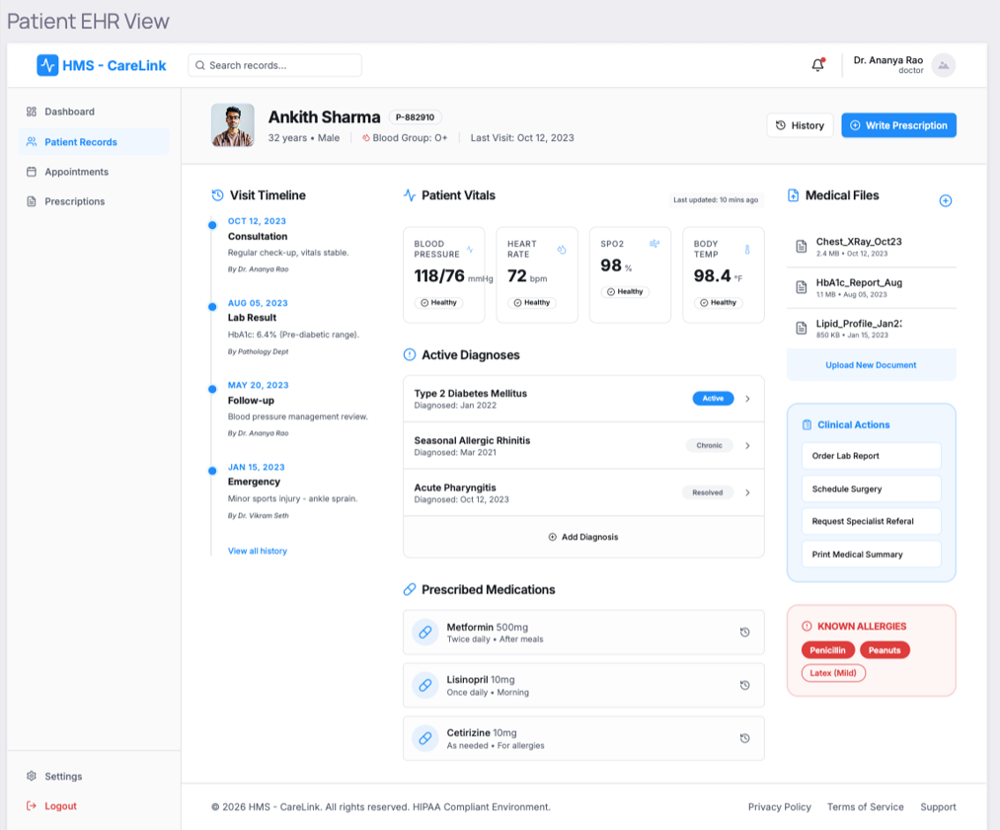 Patient EHR View
HMS - CareLink
Search records...
Dr. Ananya Rao
doctor
Dashboard
Patient Records
Appointments
Prescriptions
Settings
Logout
Ankith Sharma P-882910
32 years • Male Blood Group: O+ Last Visit: Oct 12, 2023
History
Write Prescription
Visit Timeline
OCT 12, 2023
Consultation
Regular check-up, vitals stable.
By Dr. Ananya Rao
AUG 05, 2023
Lab Result
HbA1c: 6.4% (Pre-diabetic range).
By Pathology Dept
MAY 20, 2023
Follow-up
Blood pressure management review.
By Dr. Ananya Rao
JAN 15, 2023
Emergency
Minor sports injury - ankle sprain.
By Dr. Vikram Seth
View all history
Patient Vitals
Last updated: 10 mins ago
BLOOD
PRESSURE
118/76 mmHg
Healthy
HEART
RATE
72 bpm
Healthy
SPO2
98 %
Healthy
BODY
TEMP
98.4 °F
Healthy
Active Diagnoses
Type 2 Diabetes Mellitus
Diagnosed: Jan 2022
Active
Seasonal Allergic Rhinitis
Diagnosed: Mar 2021
Chronic
Acute Pharyngitis
Diagnosed: Oct 12, 2023
Resolved
Add Diagnosis
Prescribed Medications
Metformin 500mg
Twice daily • After meals
Lisinopril 10mg
Once daily • Morning
Cetirizine 10mg
As needed • For allergies
Medical Files
Chest_XRay_Oct23
2.4 MB • Oct 12, 2023
HbA1c_Report_Aug
1.1 MB • Aug 05, 2023
Lipid_Profile_Jan2
850 KB • Jan 15, 2023
Upload New Document
Clinical Actions
Order Lab Report
Schedule Surgery
Request Specialist Referal
Print Medical Summary
KNOWN ALLERGIES
Penicillin Peanuts
Latex (Mild)
© 2026 HMS - CareLink. All rights reserved. HIPAA Compliant Environment.
Privacy Policy Terms of Service Support